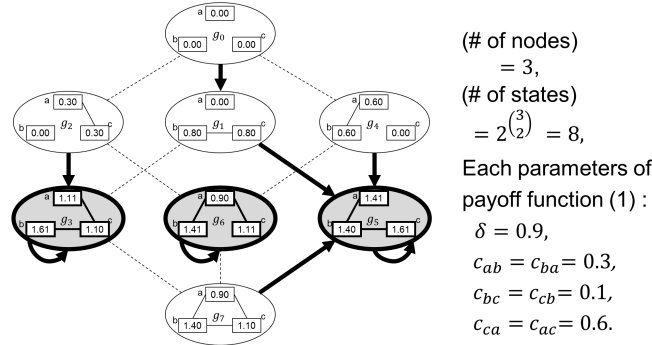 a 0.00
g₀
b 0.00 0.00 c
a 0.30
g₂
b 0.00 0.30 c
a 0.00
g₁
b 0.80 0.80 c
a 0.60
g₄
b 0.60 0.00 c
a 1.11
g₃
b 1.61 1.10 c
a 0.90
g₆
b 1.41 1.11 c
a 1.41
g₅
b 1.40 1.61 c
a 0.90
g₇
b 1.40 1.10 c
(# of nodes)
= 3,
(# of states)
= 2^(3 2) = 8,
Each parameters of
payoff function (1) :
δ = 0.9,
c_ab = c_ba = 0.3,
c_bc = c_cb = 0.1,
c_ca = c_ac = 0.6.